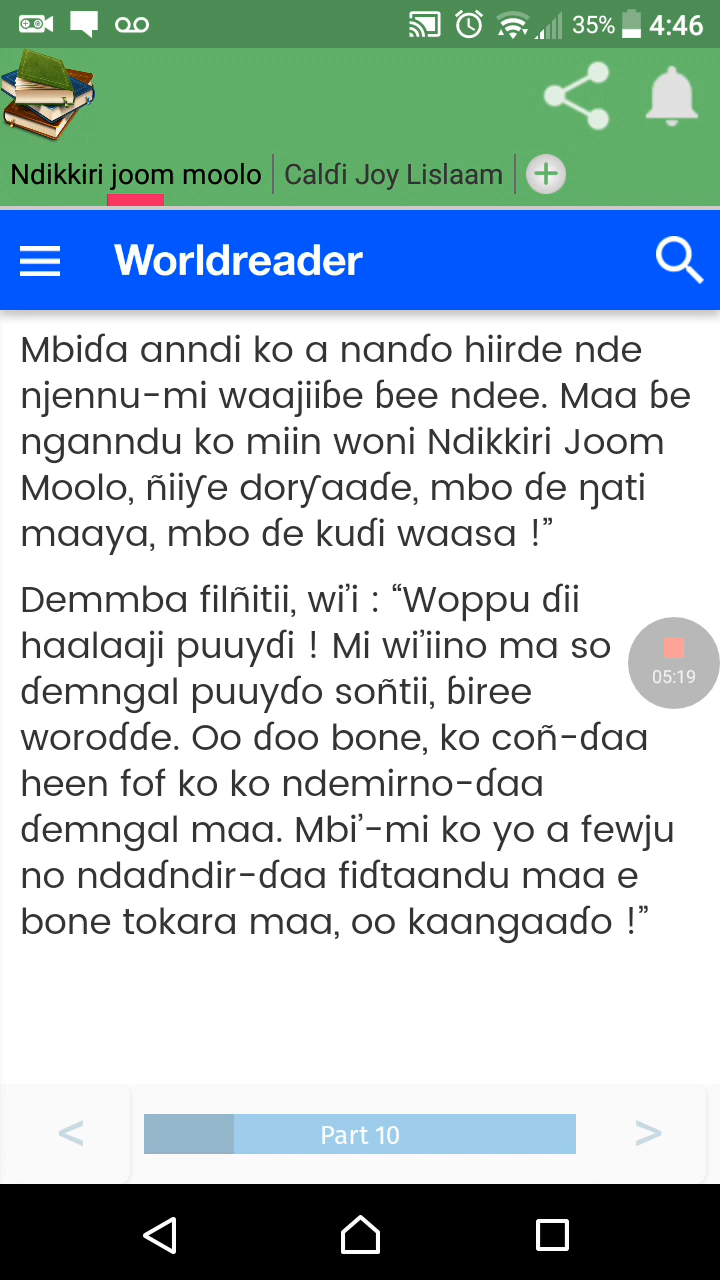 35% 4:46
Ndikkiri joom moolo Calɗi Joy Lislaam
Worldreader
Mbiɗa anndi ko a nanɗo hiirde nde
njennu-mi waajiiɓe ɓee ndee. Maa ɓe
nganndu ko miin woni Ndikkiri Joom
Moolo, ñiiƴe dorƴaaɗe, mbo ɗe ŋati
maaya, mbo ɗe kuɗi waasa !”
Demmba filñitii, wi’i : “Woppu ɗii
haalaaji puuyɗi ! Mi wi’iino ma so
ɗemngal puuyɗo soñtii, ɓiree
woroɗɗe. Oo ɗoo bone, ko coñ-ɗaa
heen fof ko ko ndemirno-ɗaa
ɗemngal maa. Mbi’-mi ko yo a fewju
no ndaɗndir-ɗaa fiɗtaandu maa e
bone tokara maa, oo kaangaaɗo !”
05:19
< Part 10 >